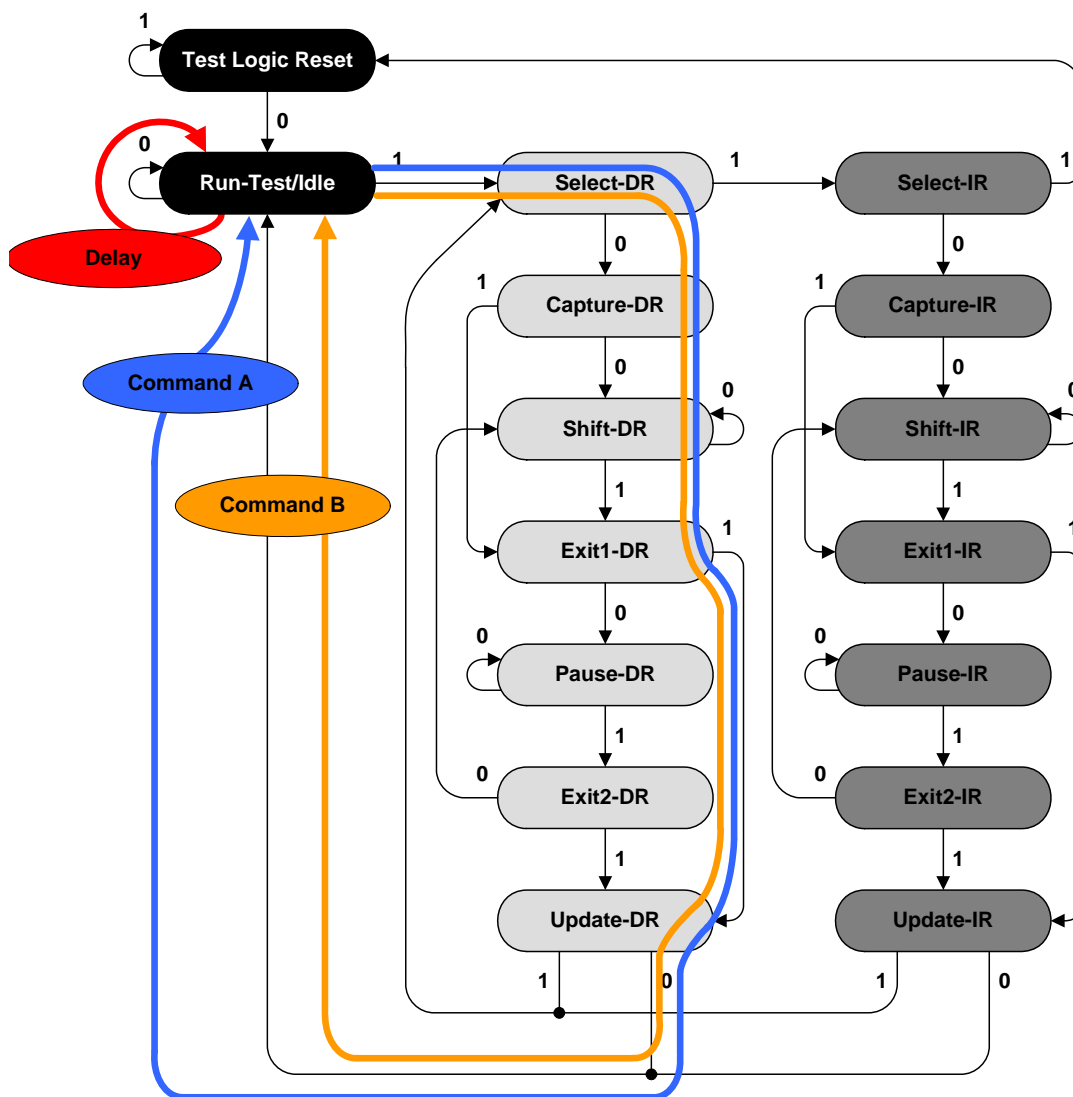 1
Test Logic Reset
0
0
Run-Test/Idle
1
Select-DR
1
Select-IR
1
Delay
0
0
1
Capture-DR
1
Capture-IR
0
0
Command A
Shift-DR
0
Shift-IR
0
1
1
Command B
Exit1-DR
1
Exit1-IR
1
0
0
0
Pause-DR
0
Pause-IR
1
1
0
Exit2-DR
0
Exit2-IR
1
1
Update-DR
Update-IR
1
0
1
0